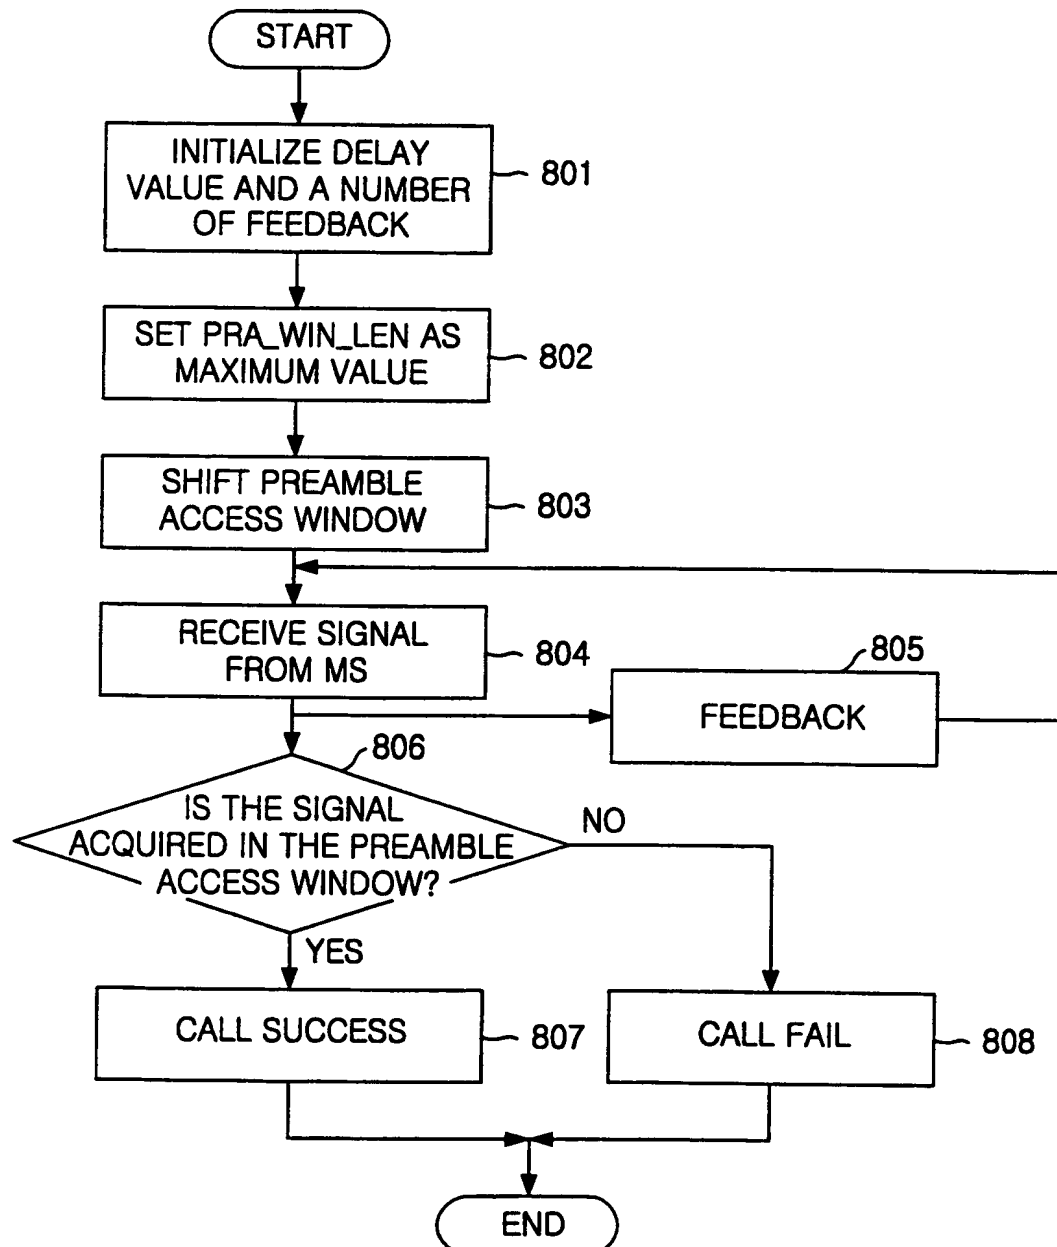 START
INITIALIZE DELAY
VALUE AND A NUMBER
OF FEEDBACK
801
SET PRA_WIN_LEN AS
MAXIMUM VALUE
802
SHIFT PREAMBLE
ACCESS WINDOW
803
RECEIVE SIGNAL
FROM MS
804
805
FEEDBACK
806
IS THE SIGNAL
ACQUIRED IN THE PREAMBLE
ACCESS WINDOW?
NO
YES
CALL SUCCESS
807
CALL FAIL
808
END